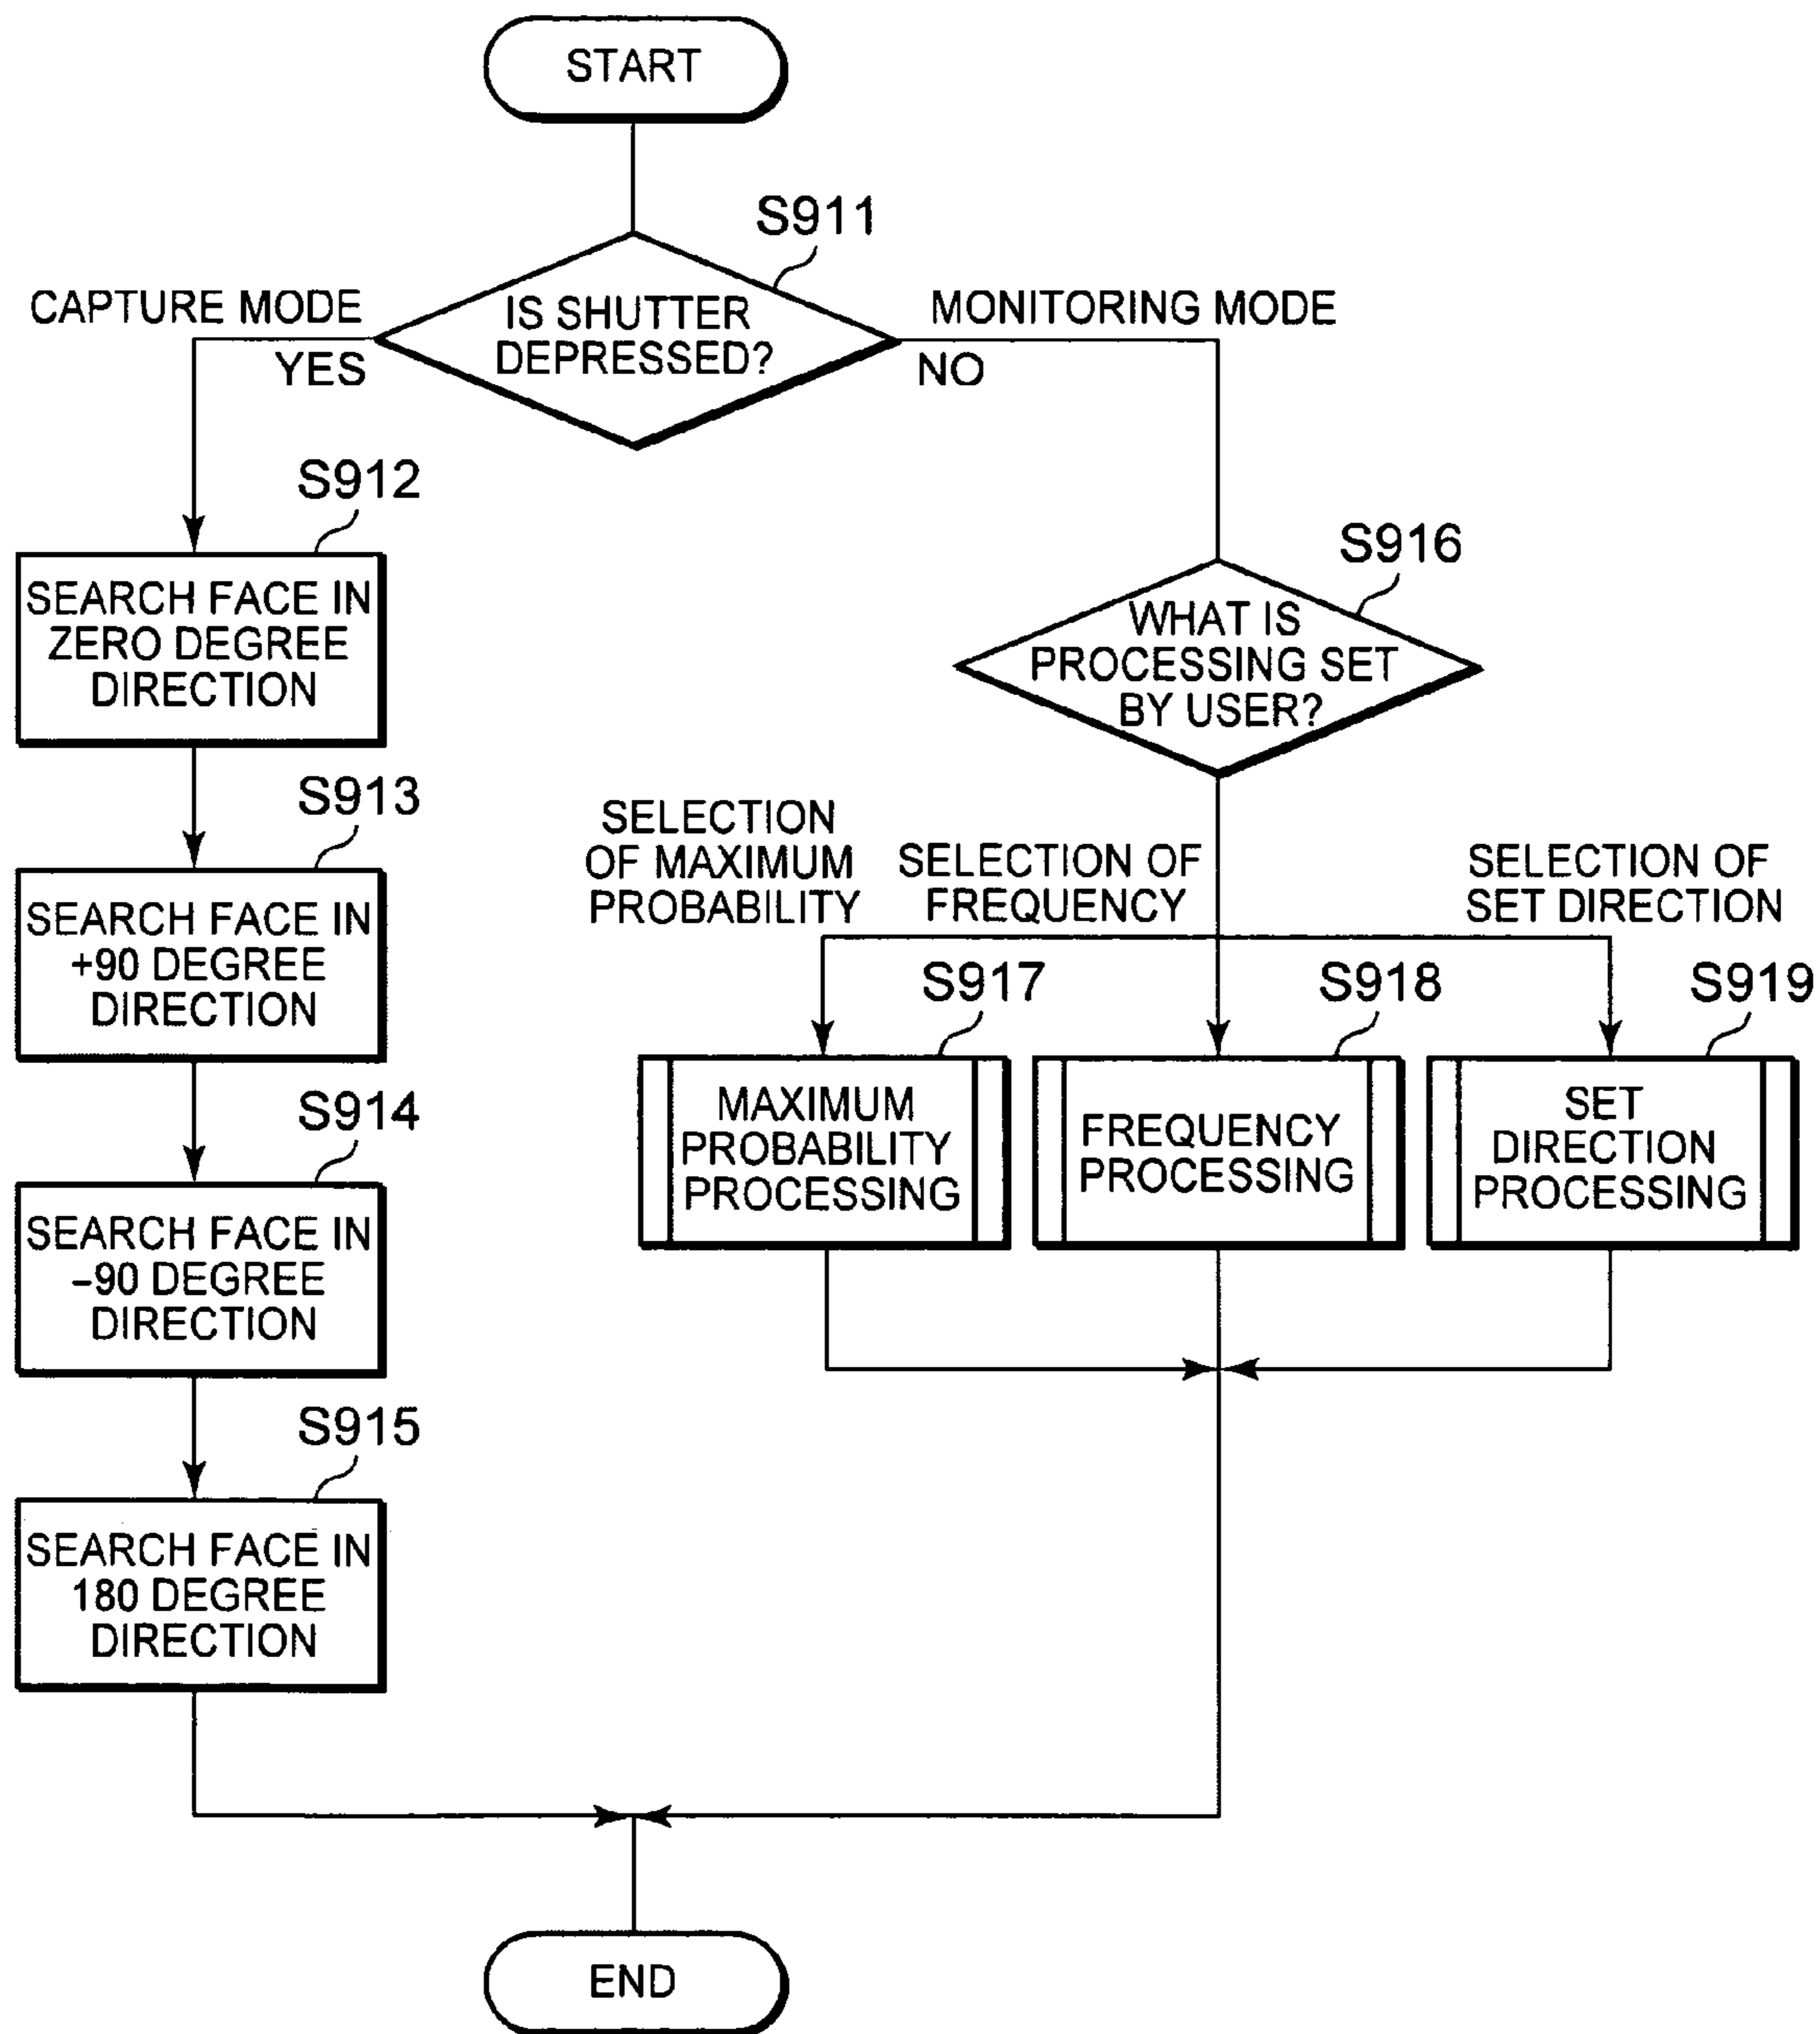 START
S911
CAPTURE MODE
IS SHUTTER
DEPRESSED?
MONITORING MODE
YES
NO
S912
SEARCH FACE IN
ZERO DEGREE
DIRECTION
S913
SEARCH FACE IN
+90 DEGREE
DIRECTION
S914
SEARCH FACE IN
–90 DEGREE
DIRECTION
S915
SEARCH FACE IN
180 DEGREE
DIRECTION
S916
WHAT IS
PROCESSING SET
BY USER?
SELECTION
OF MAXIMUM
PROBABILITY
SELECTION OF
FREQUENCY
SELECTION OF
SET DIRECTION
S917
MAXIMUM
PROBABILITY
PROCESSING
S918
FREQUENCY
PROCESSING
S919
SET
DIRECTION
PROCESSING
END